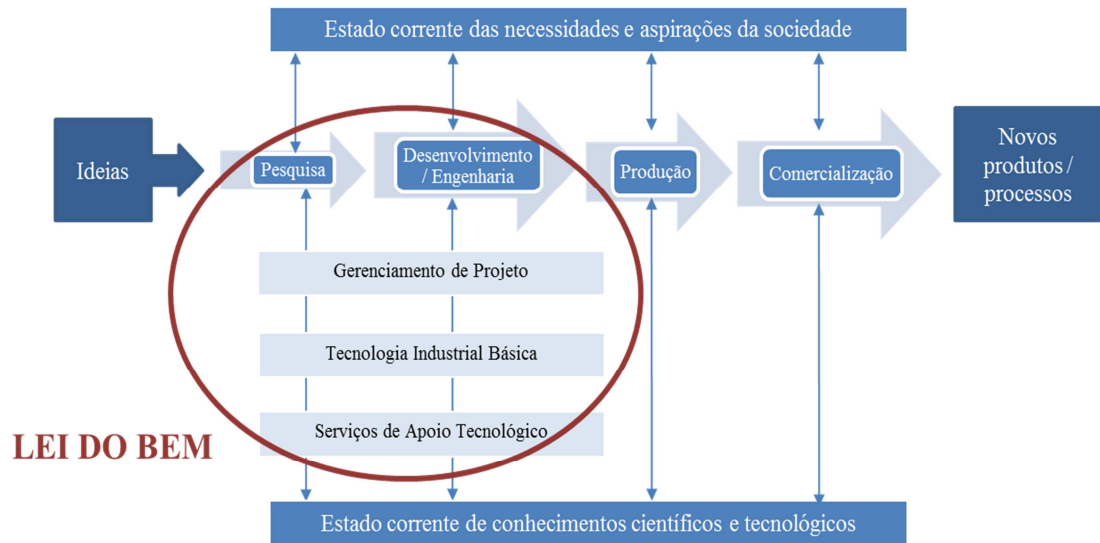 Estado corrente das necessidades e aspirações da sociedade
Ideias
Pesquisa
Desenvolvimento
/ Engenharia
Produção
Comercialização
Novos
produtos /
processos
Gerenciamento de Projeto
Tecnologia Industrial Básica
Serviços de Apoio Tecnológico
LEI DO BEM
Estado corrente de conhecimentos científicos e tecnológicos